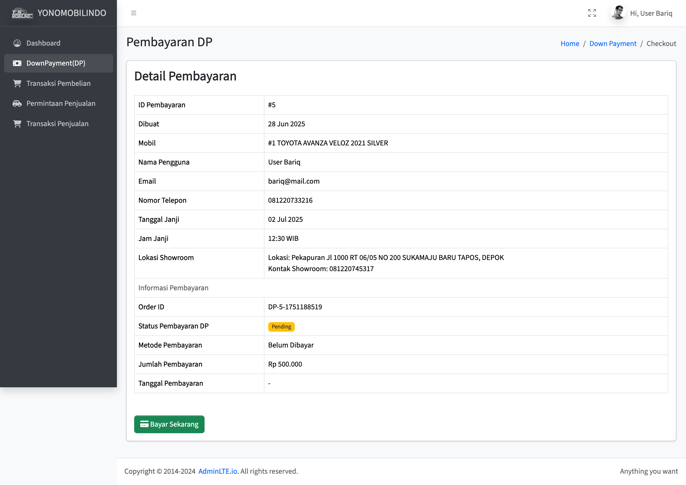 YONOMOBILINDO
Hi, User Bariq
Dashboard
DownPayment(DP)
Transaksi Pembelian
Permintaan Penjualan
Transaksi Penjualan
Pembayaran DP
Home / Down Payment / Checkout
Detail Pembayaran
ID Pembayaran #5
Dibuat 28 Jun 2025
Mobil #1 TOYOTA AVANZA VELOZ 2021 SILVER
Nama Pengguna User Bariq
Email bariq@mail.com
Nomor Telepon 081220733216
Tanggal Janji 02 Jul 2025
Jam Janji 12:30 WIB
Lokasi Showroom Lokasi: Pekapuran Jl 1000 RT 06/05 NO 200 SUKAMAJU BARU TAPOS, DEPOK
Kontak Showroom: 081220745317
Informasi Pembayaran
Order ID DP-5-1751188519
Status Pembayaran DP Pending
Metode Pembayaran Belum Dibayar
Jumlah Pembayaran Rp 500.000
Tanggal Pembayaran -
Bayar Sekarang
Copyright © 2014-2024 AdminLTE.io. All rights reserved.
Anything you want